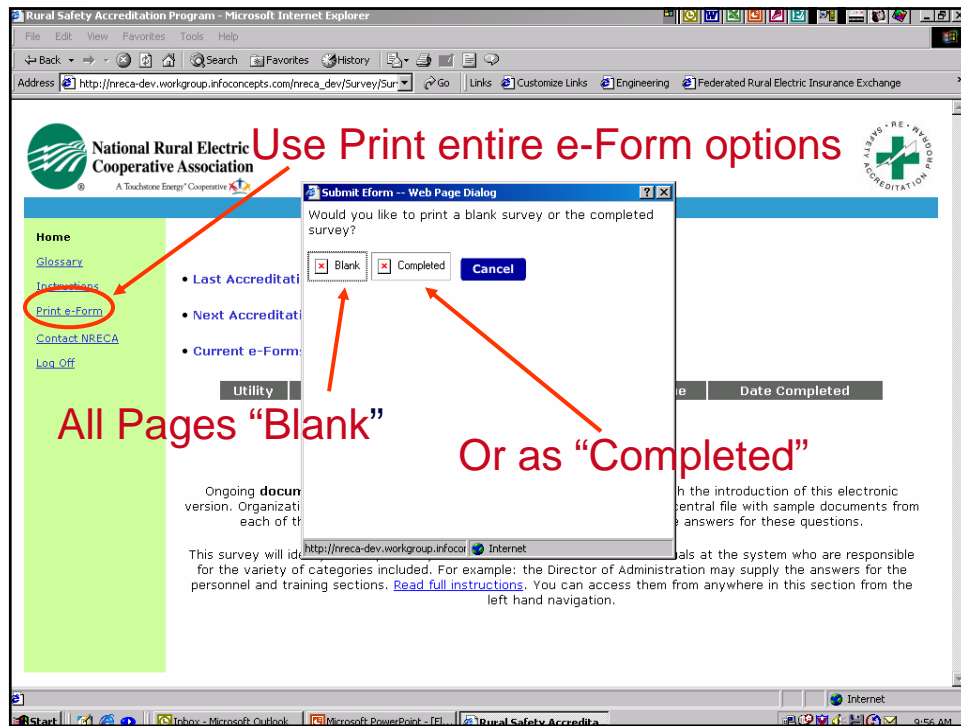 Rural Safety Accreditation Program - Microsoft Internet Explorer
File Edit View Favorites Tools Help
Back Search Favorites History
Address http://nreca-dev.workgroup.infoconcepts.com/nreca_dev/Survey/Sur Go Links Customize Links Engineering Federated Rural Electric Insurance Exchange
National Rural Electric
Cooperative Association
®
A Touchstone Energy® Cooperative
SAFETY ACCREDITATION PROGRAM
Use Print entire e-Form options
Submit Eform -- Web Page Dialog
Would you like to print a blank survey or the completed
survey?
Blank Completed Cancel
Home
Glossary
Instructions
Print e-Form
Contact NRECA
Log Off
• Last Accreditati
• Next Accreditati
• Current e-Form
Utility Date Completed
All Pages “Blank”
Or as “Completed”
Ongoing docum h the introduction of this electronic
version. Organizati central file with sample documents from
each of th answers for these questions.
http://nreca-dev.workgroup.infocor Internet
This survey will ide als at the system who are responsible
for the variety of categories included. For example: the Director of Administration may supply the answers for the
personnel and training sections. Read full instructions. You can access them from anywhere in this section from the
left hand navigation.
Internet
Start Inbox - Microsoft Outlook Microsoft PowerPoint - [El... Rural Safety Accredita... 9:56 AM